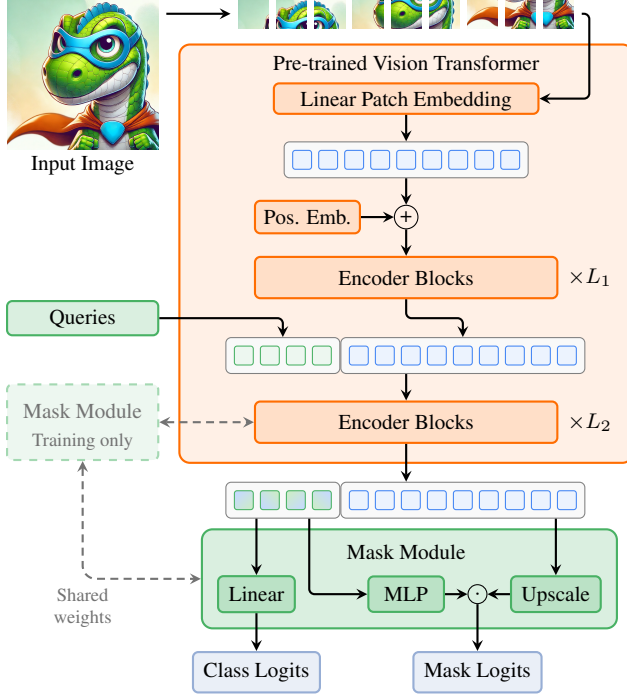 Pre-trained Vision Transformer
Linear Patch Embedding
Input Image
Pos. Emb.
+
Encoder Blocks
×L₁
Queries
Mask Module
Training only
Encoder Blocks
×L₂
Mask Module
Shared
weights
Linear
MLP
·
Upscale
Class Logits
Mask Logits